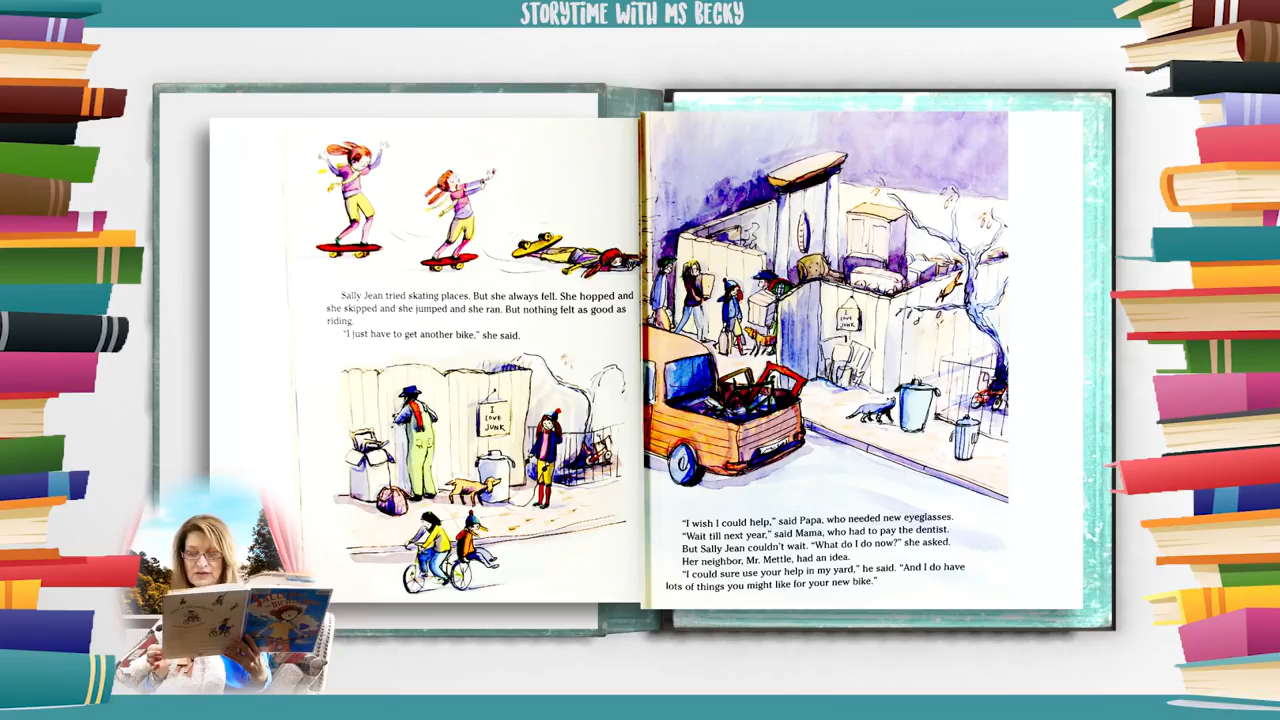 STORYTIME WITH MS BECKY
Sally Jean tried skating places. But she always fell. She hopped and
she skipped and she jumped and she ran. But nothing felt as good as
riding.
"I just have to get another bike," she said.
I
LOVE
JUNK
I
LOVE
JUNK
"I wish I could help," said Papa, who needed new eyeglasses.
"Wait till next year," said Mama, who had to pay the dentist.
But Sally Jean couldn't wait. "What do I do now?" she asked.
Her neighbor, Mr. Mettle, had an idea.
"I could sure use your help in my yard," he said. "And I do have
lots of things you might like for your new bike."